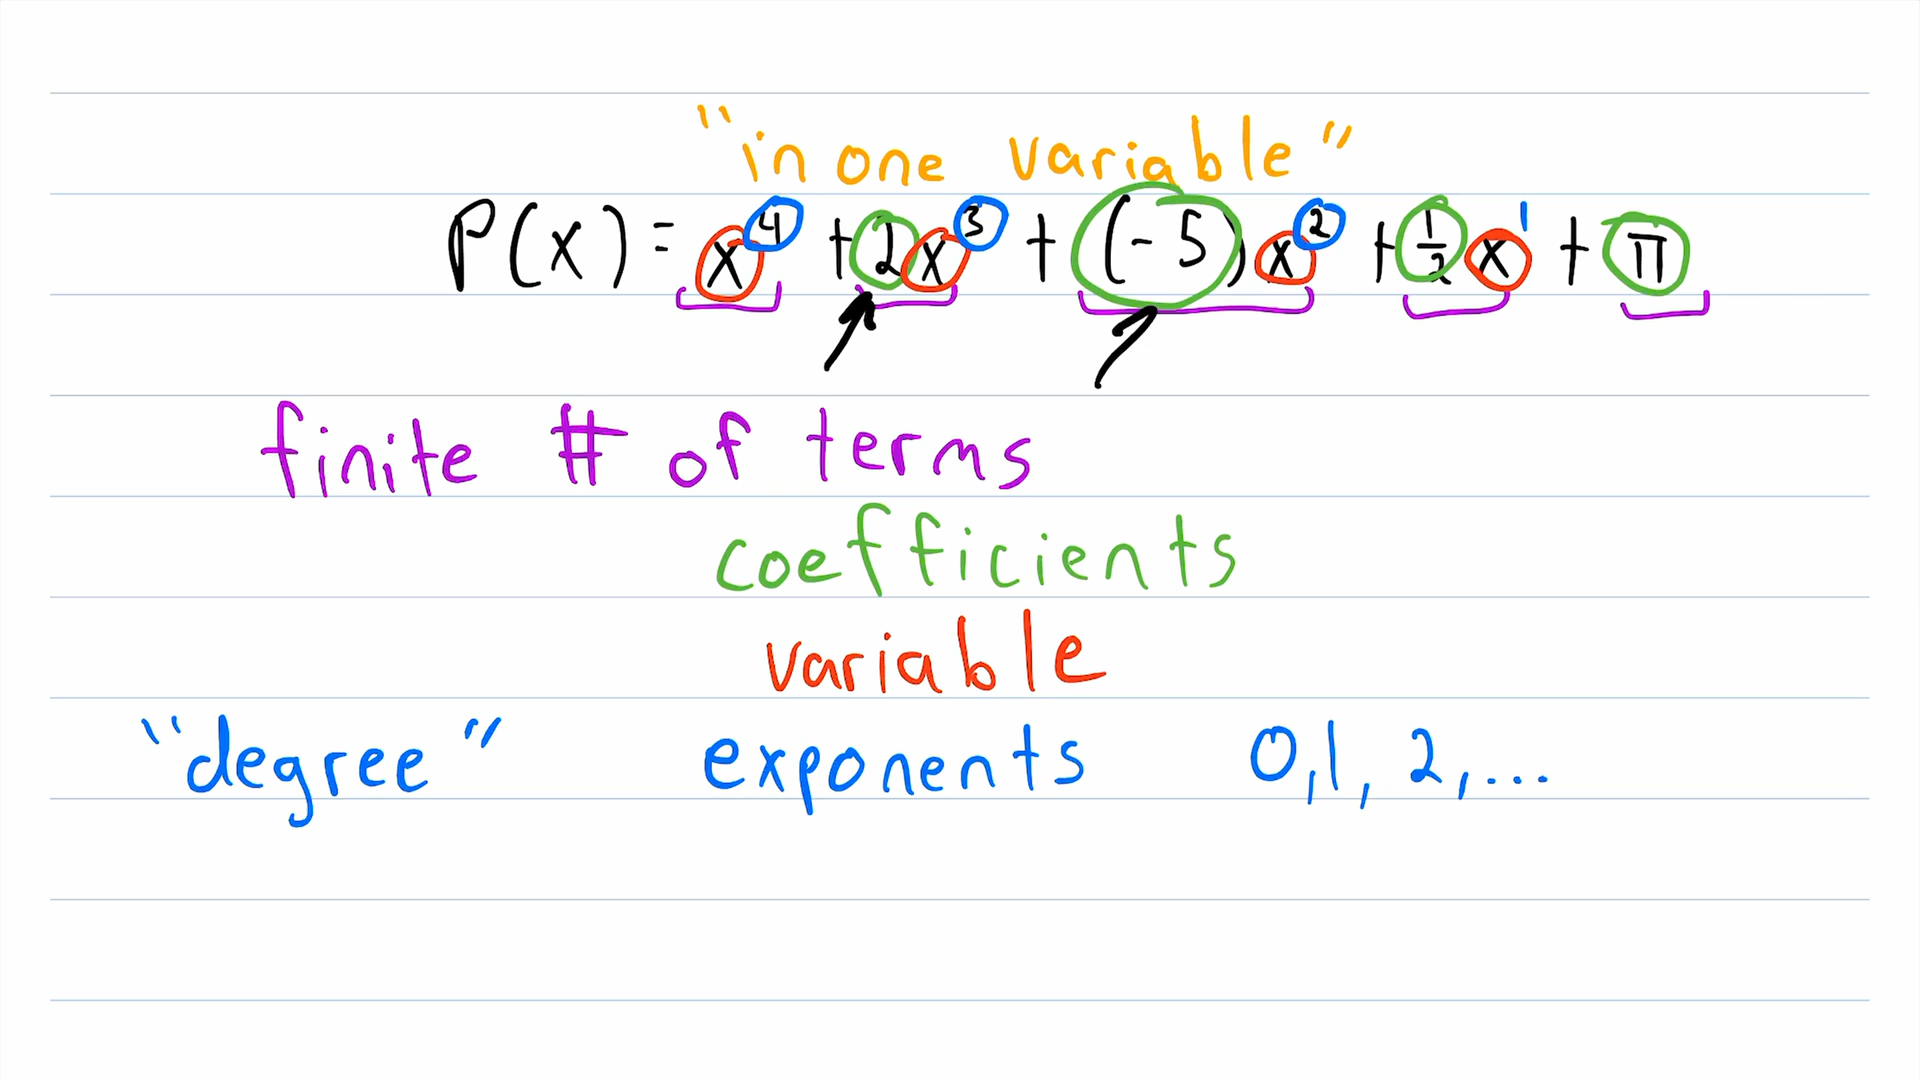 "in one variable"
P(x) = x⁴ + 2x³ + (-5)x² + ½x¹ + π
finite # of terms
coefficients
variable
"degree" exponents 0,1, 2,...